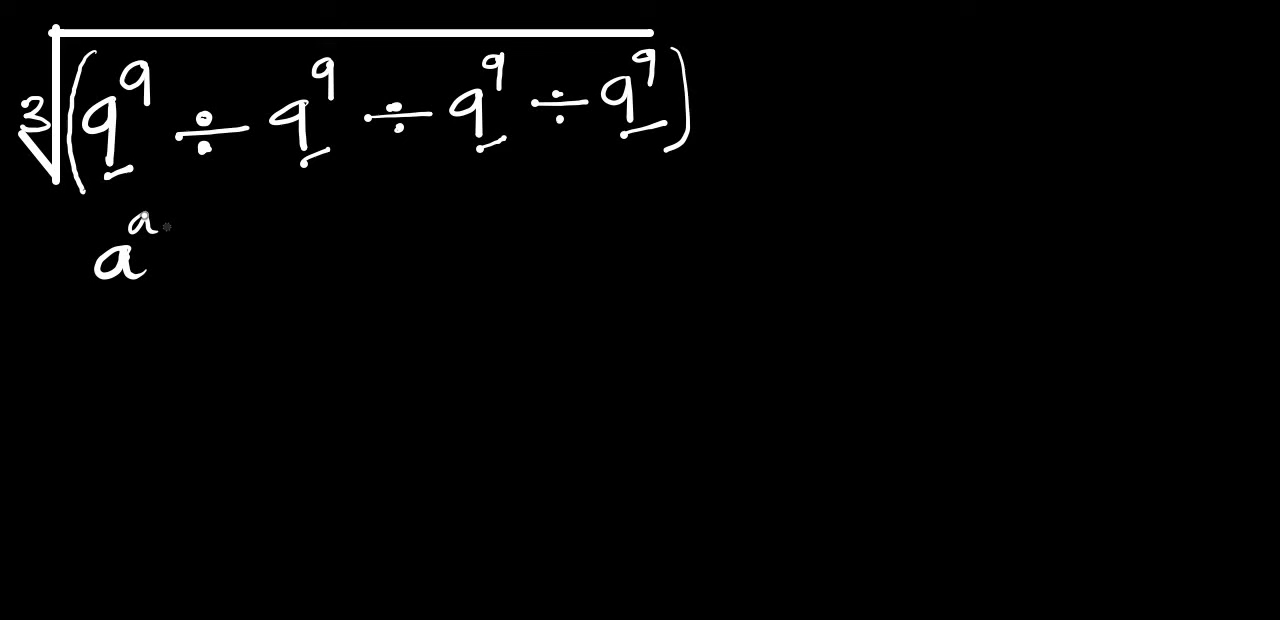 ∛(9⁹ ÷ 9⁹ ÷ 9⁹ ÷ 9⁹)
aᵃ